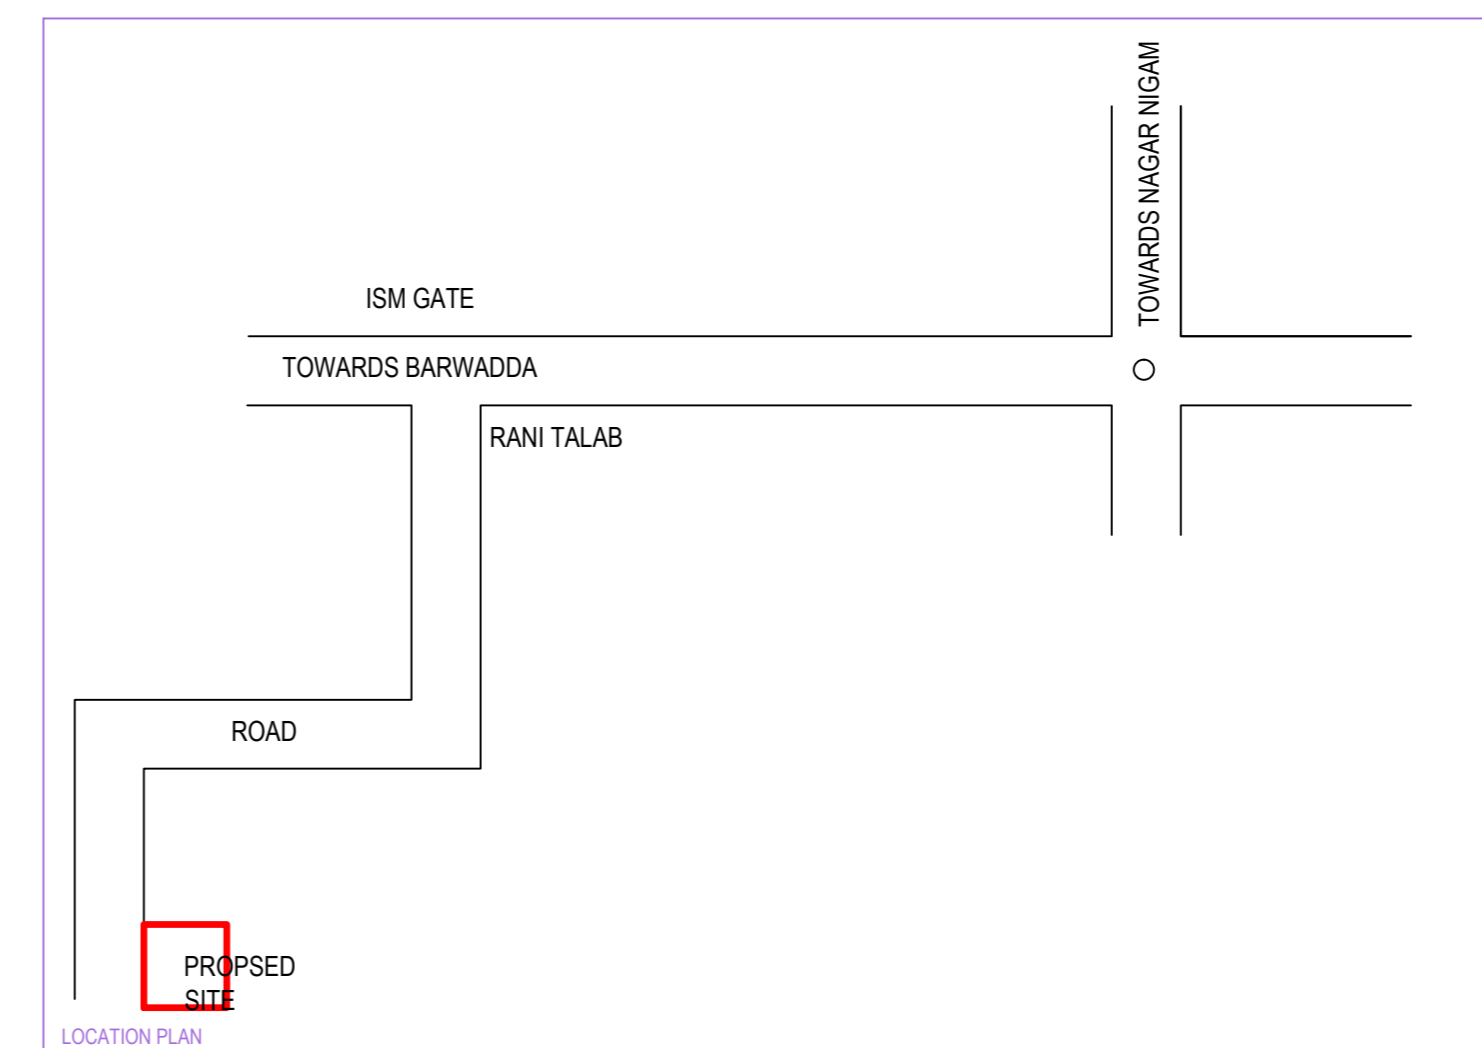 TOWARDS NAGAR NIGAM
ISM GATE
TOWARDS BARWADDA
RANI TALAB
ROAD
PROPSED
SITE
LOCATION PLAN